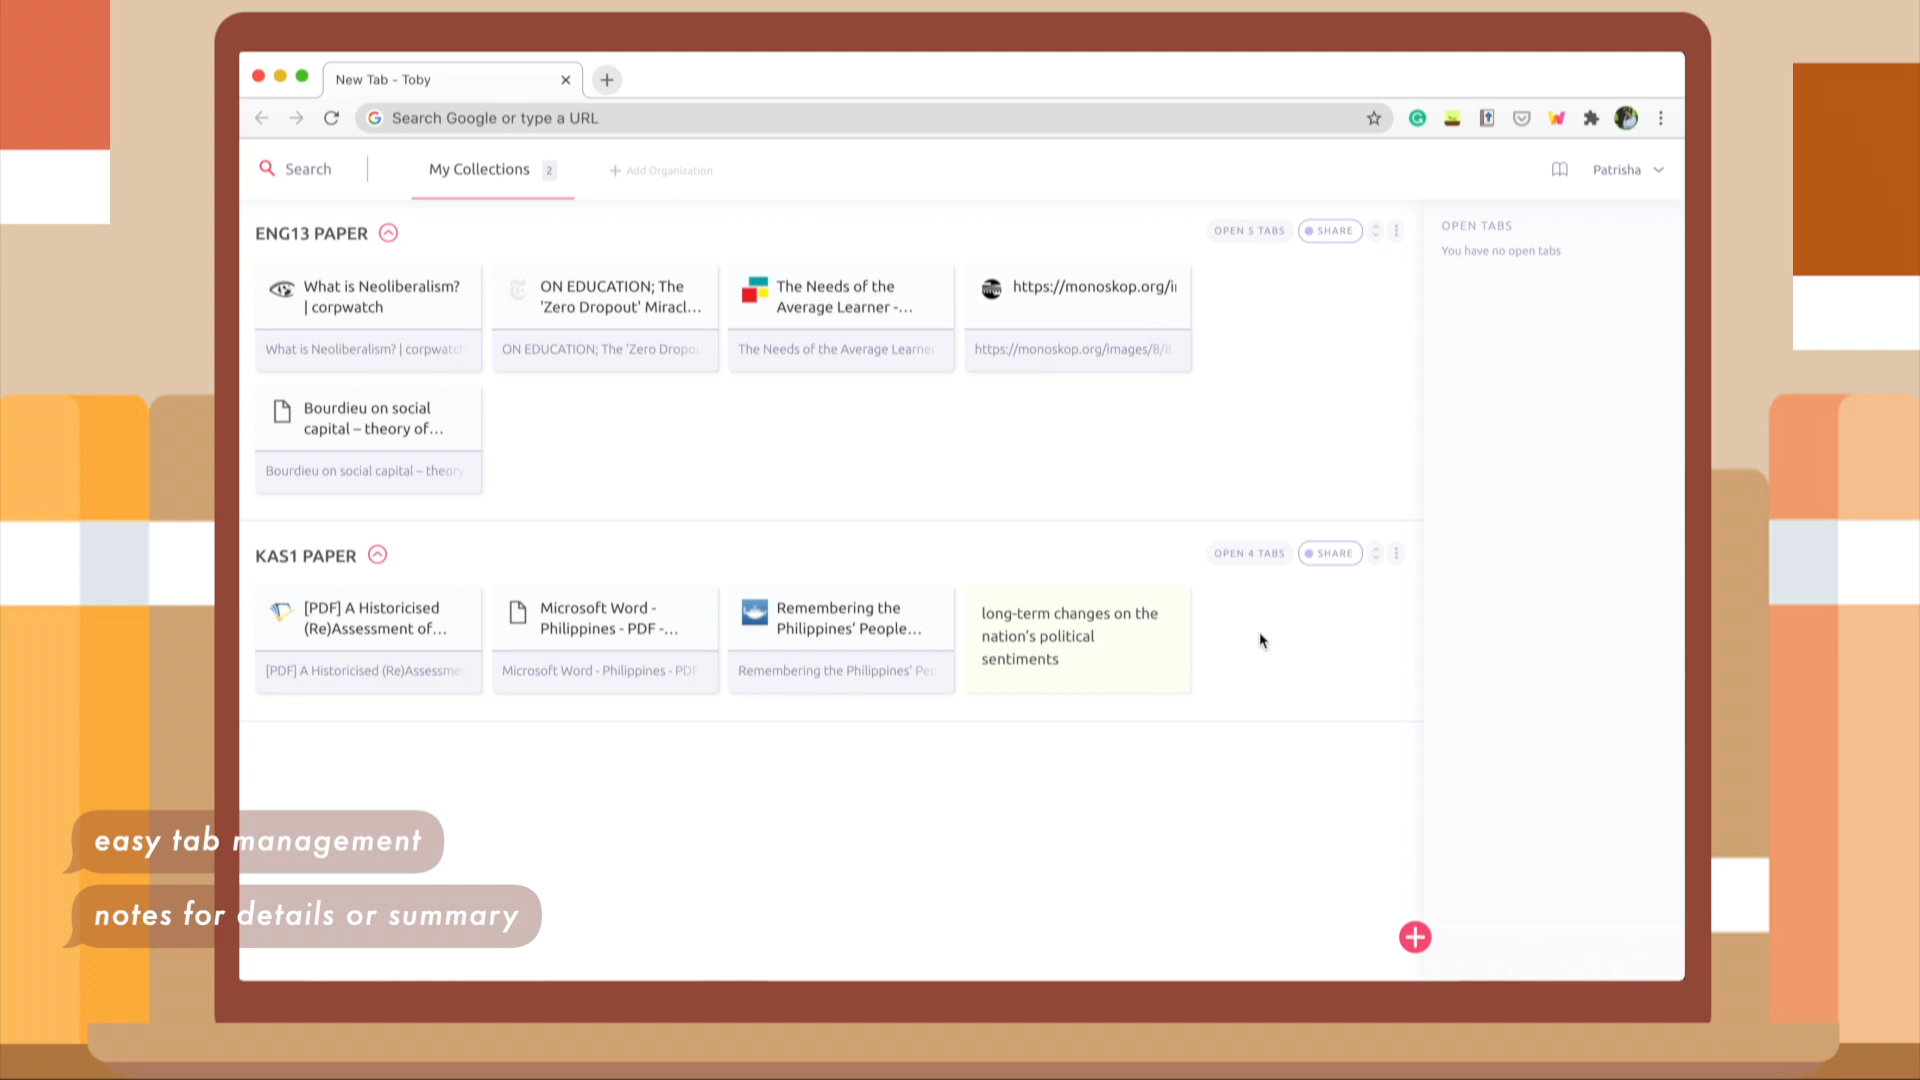 New Tab - Toby
Search Google or type a URL
Search
My Collections 2
Add Organization
Patrisha
ENG13 PAPER
OPEN 5 TABS
SHARE
OPEN TABS
You have no open tabs
What is Neoliberalism?
| corpwatch
What is Neoliberalism? | corpwatch
ON EDUCATION; The
'Zero Dropout' Miracl...
ON EDUCATION; The 'Zero Dropou
The Needs of the
Average Learner -...
The Needs of the Average Learner
https://monoskop.org/i
https://monoskop.org/images/8/8
Bourdieu on social
capital – theory of...
Bourdieu on social capital – theory
KAS1 PAPER
OPEN 4 TABS
SHARE
[PDF] A Historicised
(Re)Assessment of...
[PDF] A Historicised (Re)Assessme
Microsoft Word -
Philippines - PDF -...
Microsoft Word - Philippines - PDF
Remembering the
Philippines’ People...
Remembering the Philippines’ Peo
long-term changes on the
nation’s political
sentiments
easy tab management
notes for details or summary